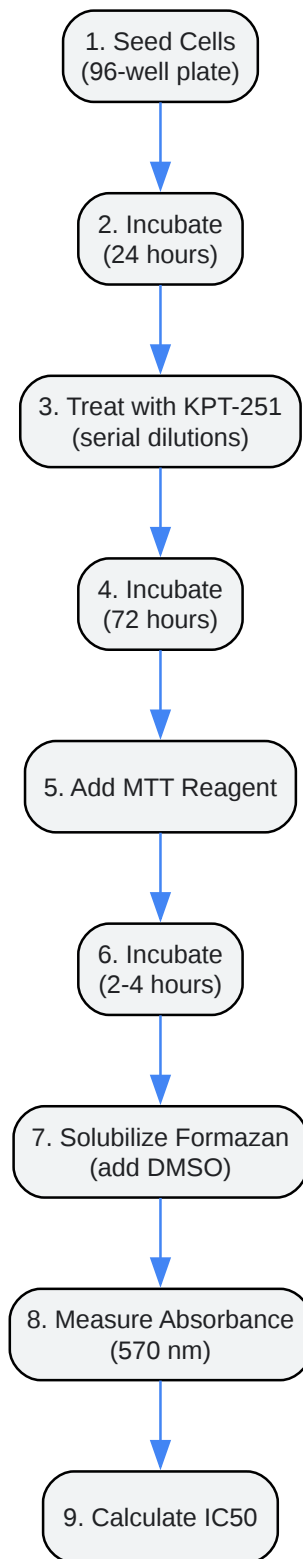 1. Seed Cells
(96-well plate)
2. Incubate
(24 hours)
3. Treat with KPT-251
(serial dilutions)
4. Incubate
(72 hours)
5. Add MTT Reagent
6. Incubate
(2-4 hours)
7. Solubilize Formazan
(add DMSO)
8. Measure Absorbance
(570 nm)
9. Calculate IC50